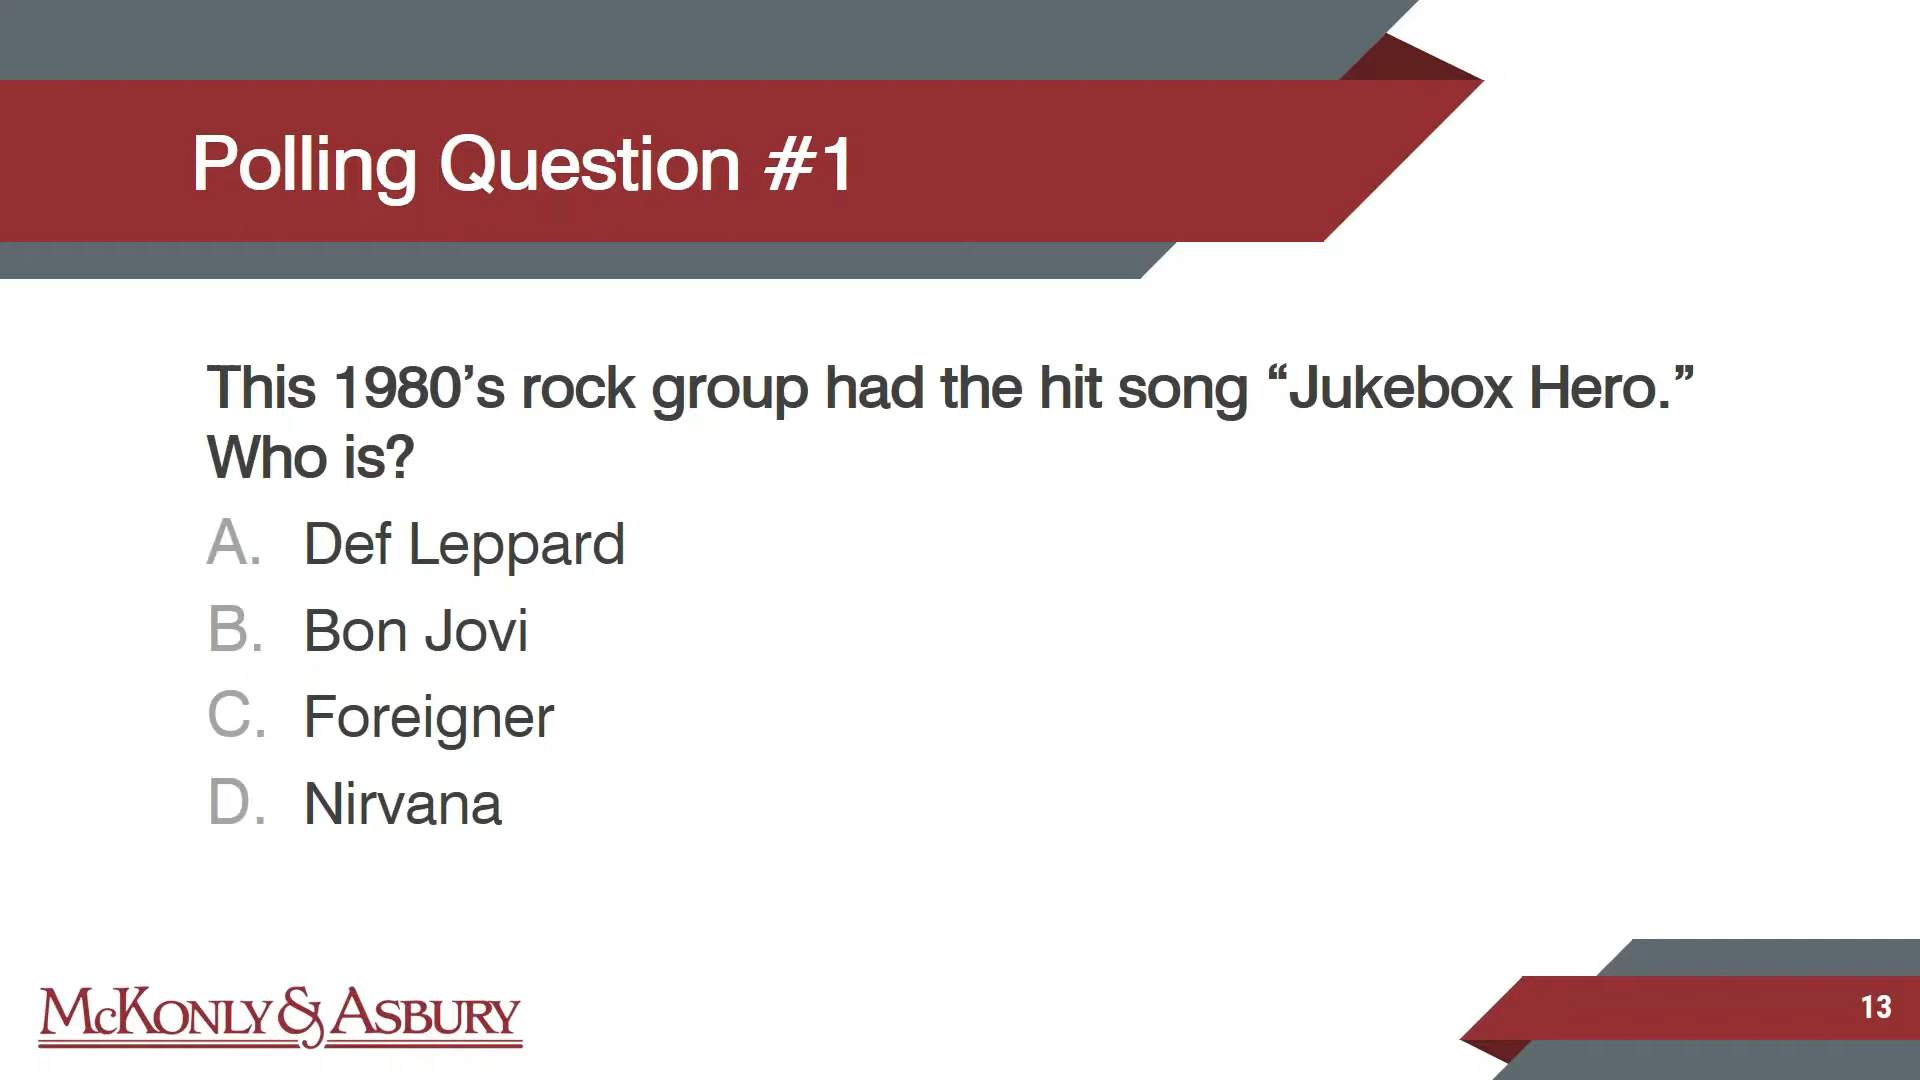 Polling Question #1
This 1980’s rock group had the hit song “Jukebox Hero.”
Who is?
A. Def Leppard
B. Bon Jovi
C. Foreigner
D. Nirvana
McKonly & Asbury
13